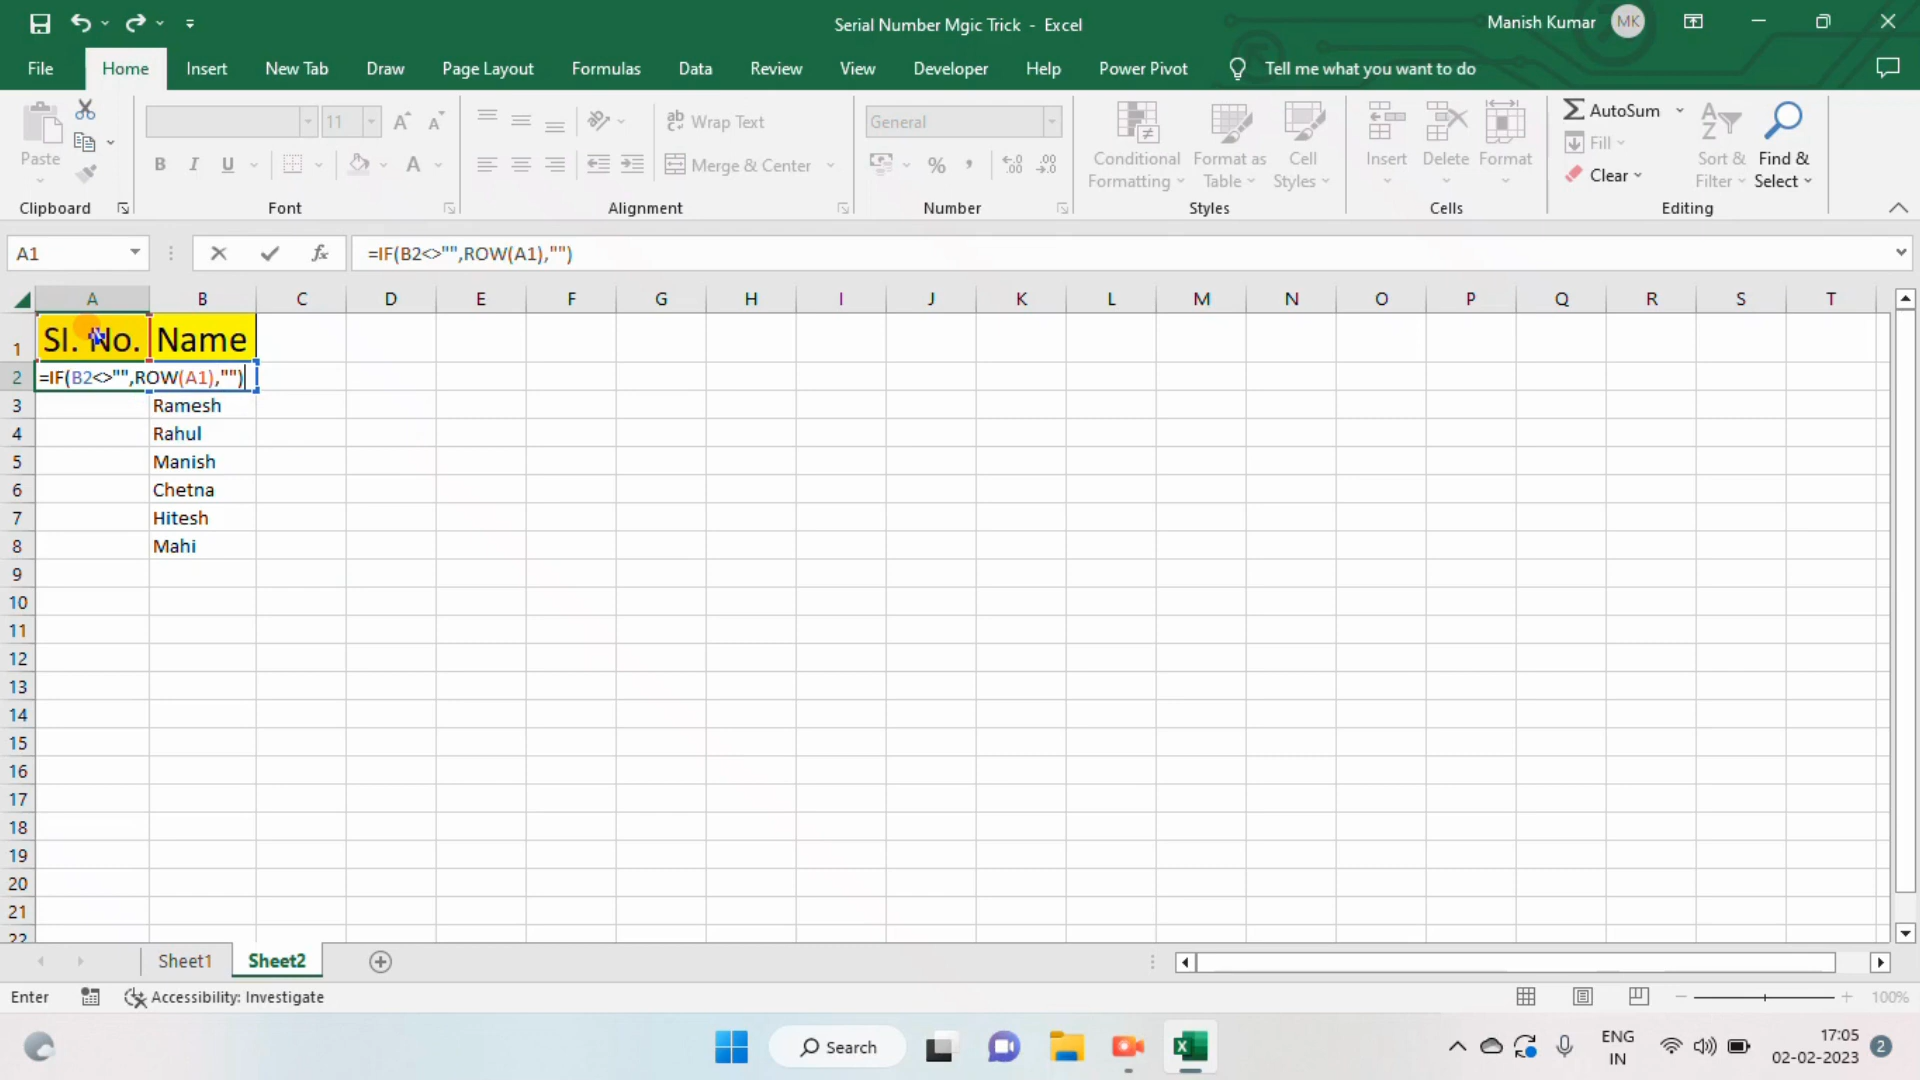 Serial Number Mgic Trick - Excel
Manish Kumar MK
File Home Insert New Tab Draw Page Layout Formulas Data Review View Developer Help Power Pivot Tell me what you want to do
Paste
Clipboard
11
B I U
A
Font
ab Wrap Text
Merge & Center
Alignment
General
%
Number
Conditional Formatting
Format as Table
Cell Styles
Styles
Insert Delete Format
Cells
AutoSum
Fill
Clear
Sort & Filter
Find & Select
Editing
A1 fx =IF(B2<>"",ROW(A1),"")
A B C D E F G H I J K L M N O P Q R S T
1 Sl. No. Name
2 =IF(B2<>"",ROW(A1),"")
3 Ramesh
4 Rahul
5 Manish
6 Chetna
7 Hitesh
8 Mahi
9
10
11
12
13
14
15
16
17
18
19
20
21
22
Sheet1 Sheet2
Enter Accessibility: Investigate 100%
Search
ENG
IN
17:05
02-02-2023
2